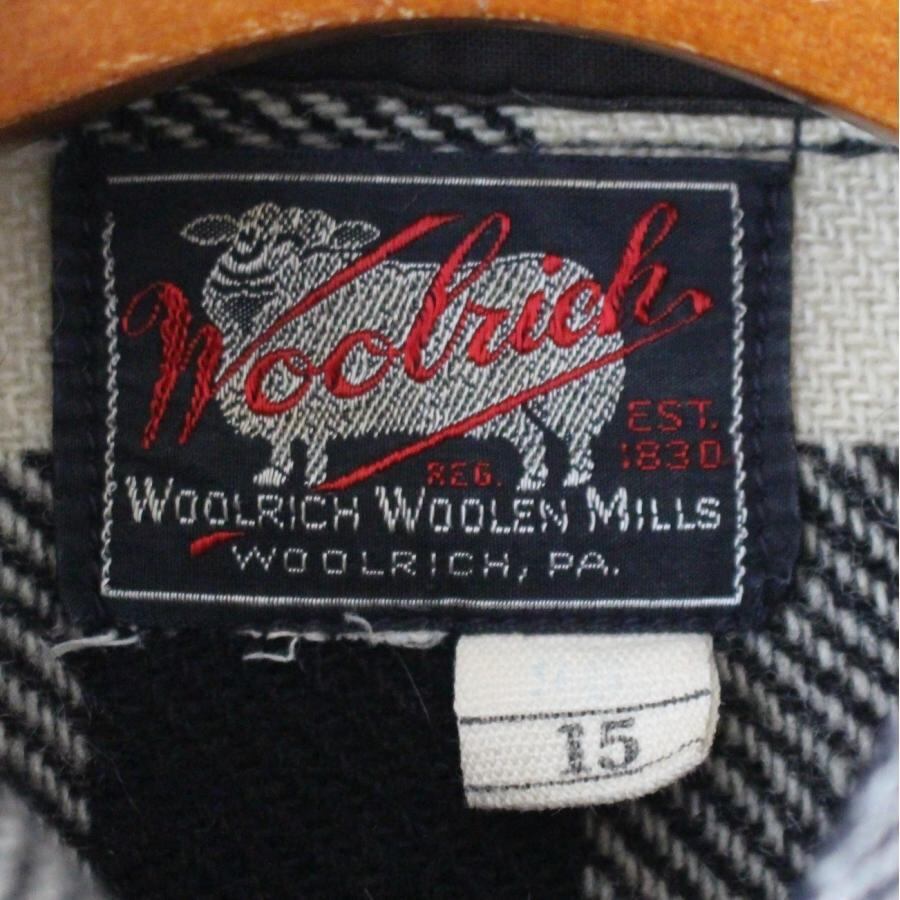 Woolrich
EST.
1830
REG.
WOOLRICH WOOLEN MILLS
WOOLRICH, PA.
15